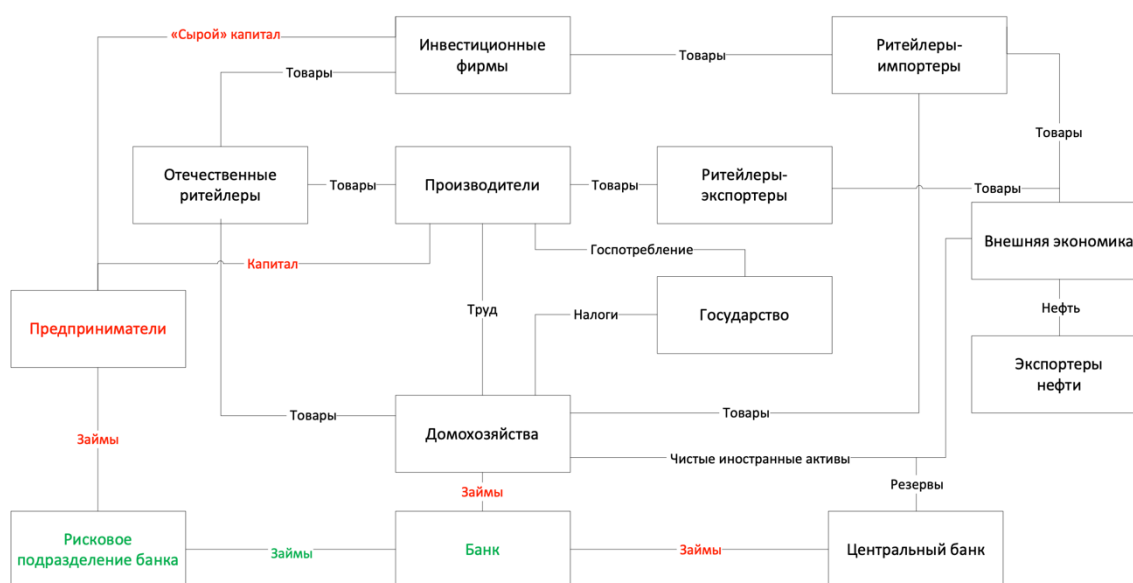 «Сырой» капитал
Инвестиционные
фирмы
Товары
Ритейлеры-
импортеры
Товары
Товары
Отечественные
ритейлеры
Товары
Производители
Товары
Ритейлеры-
экспортеры
Товары
Внешняя экономика
Госпотребление
Капитал
Предприниматели
Труд
Налоги
Государство
Нефть
Экспортеры
нефти
Товары
Домохозяйства
Товары
Займы
Чистые иностранные активы
Займы
Резервы
Рисковое
подразделение банка
Займы
Банк
Займы
Центральный банк